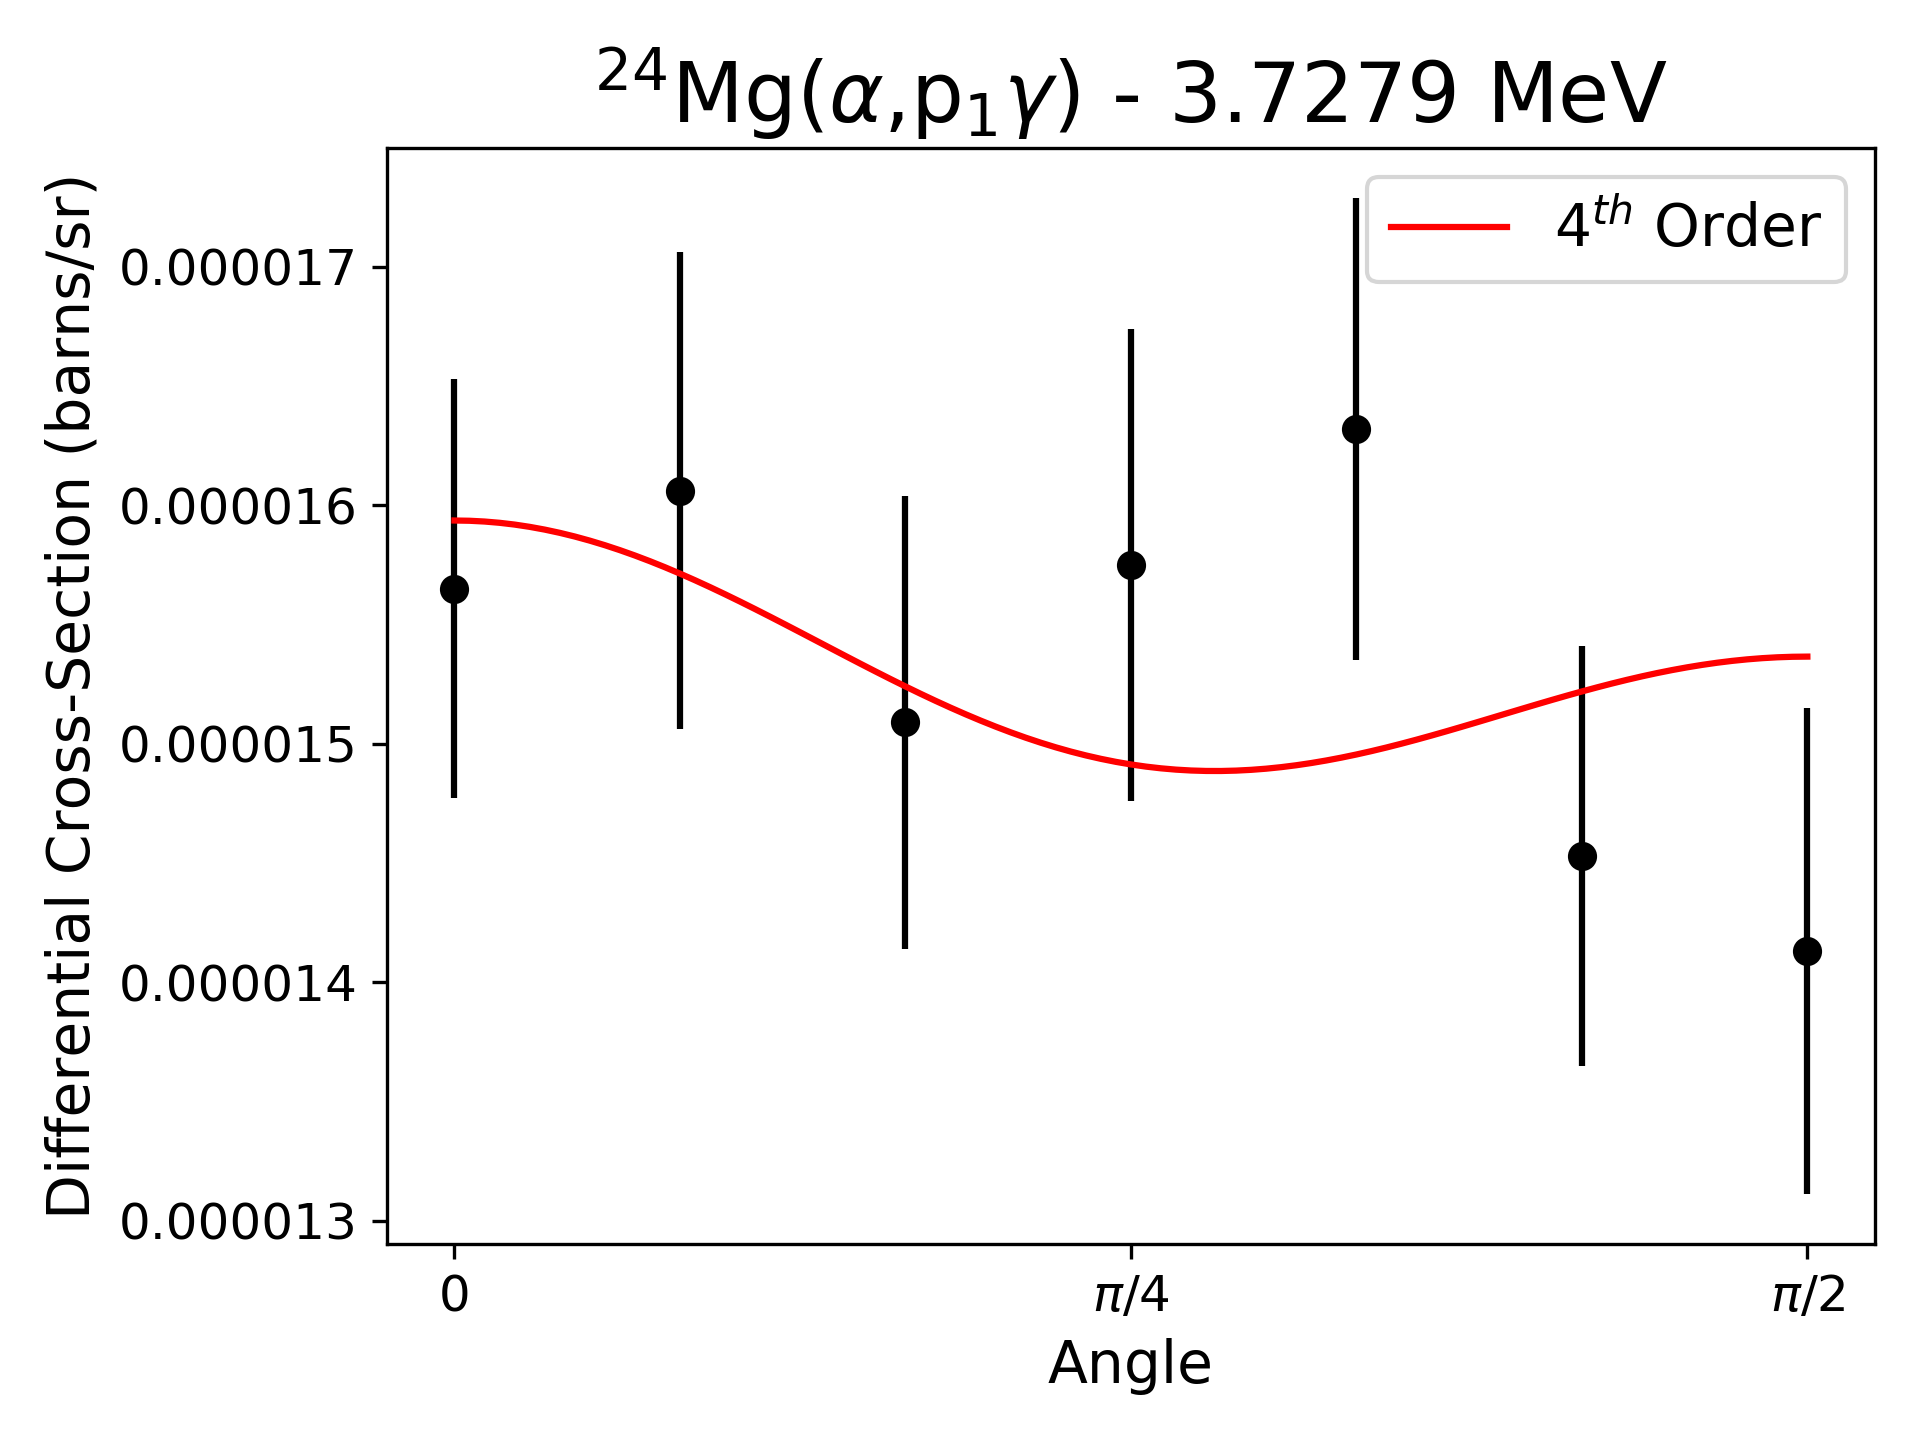 ²⁴Mg(α,p₁γ) - 3.7279 MeV
4ᵗʰ Order
Differential Cross-Section (barns/sr)
0.000017
0.000016
0.000015
0.000014
0.000013
0
π/4
π/2
Angle